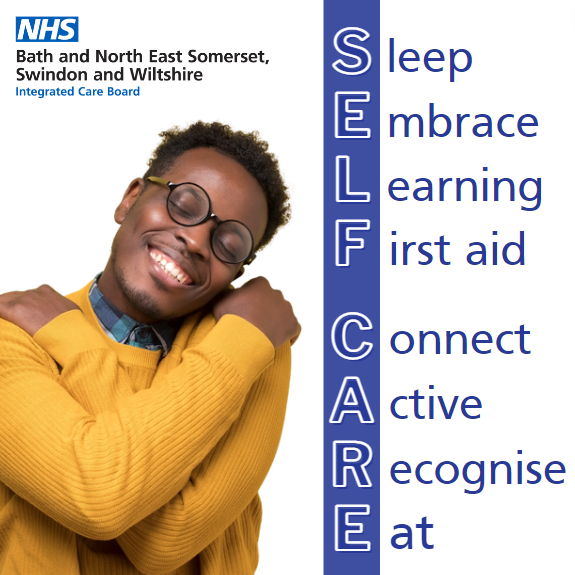 NHS
Bath and North East Somerset,
Swindon and Wiltshire
Integrated Care Board
Sleep
Embrace
Learning
First aid
Connect
Active
Recognise
Eat